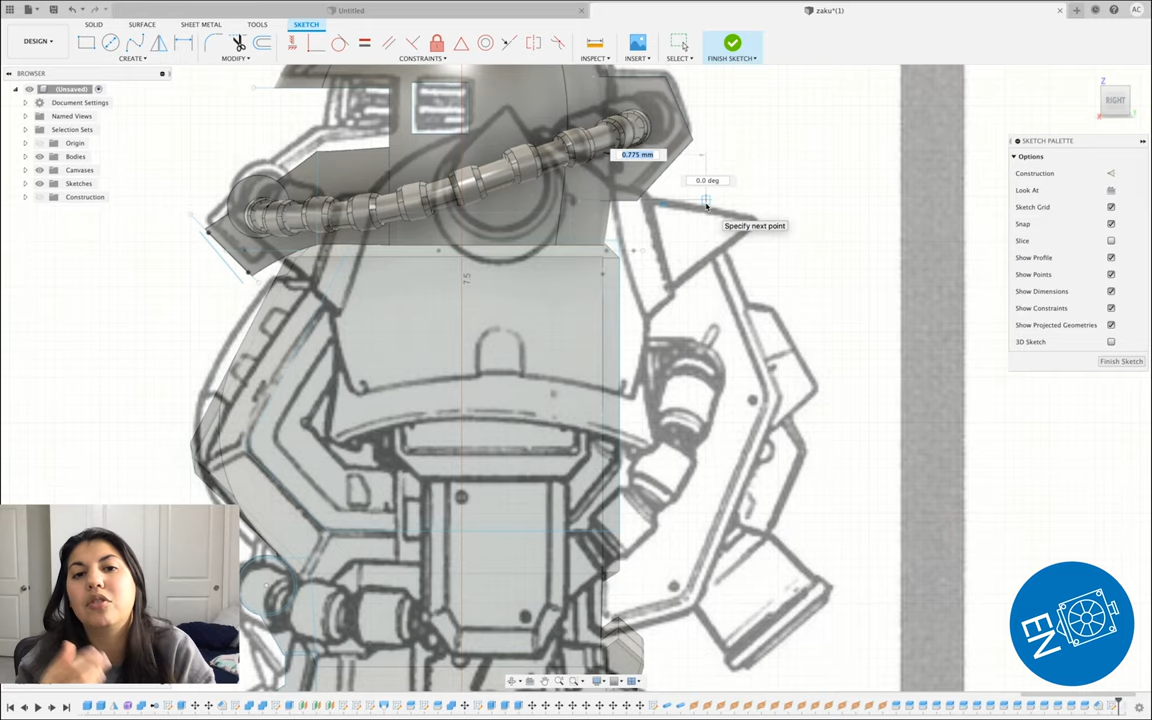 Untitled
zaku*(1)
AC
SOLID
SURFACE
SHEET METAL
TOOLS
SKETCH
DESIGN
CREATE
MODIFY
CONSTRAINTS
INSPECT
INSERT
SELECT
FINISH SKETCH
BROWSER
(Unsaved)
Document Settings
Named Views
Selection Sets
Origin
Bodies
Canvases
Sketches
Construction
Z
RIGHT
X
Y
SKETCH PALETTE
Options
Construction
Look At
Sketch Grid
Snap
Slice
Show Profile
Show Points
Show Dimensions
Show Constraints
Show Projected Geometries
3D Sketch
Finish Sketch
0.775 mm
0.0 deg
Specify next point
75
EN